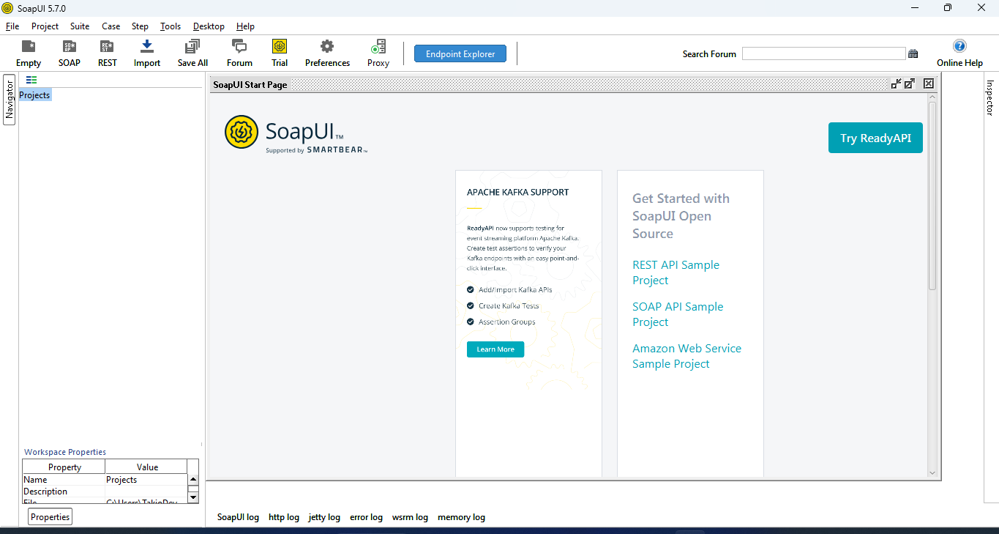 SoapUI 5.7.0
File Project Suite Case Step Tools Desktop Help
Empty SOAP REST Import Save All Forum Trial Preferences Proxy Endpoint Explorer Search Forum Online Help
Navigator
Projects
SoapUI Start Page
Inspector
SoapUI™
Supported by SMARTBEAR™
Try ReadyAPI
APACHE KAFKA SUPPORT
ReadyAPI now supports testing for
event streaming platform Apache Kafka.
Create test assertions to verify your
Kafka endpoints with an easy point-and-
click interface.
Add/Import Kafka APIs
Create Kafka Tests
Assertion Groups
Learn More
Get Started with
SoapUI Open
Source
REST API Sample
Project
SOAP API Sample
Project
Amazon Web Service
Sample Project
Workspace Properties
Property Value
Name Projects
Description
File C:\Users\TakioDev
Properties
SoapUI log http log jetty log error log wsrm log memory log